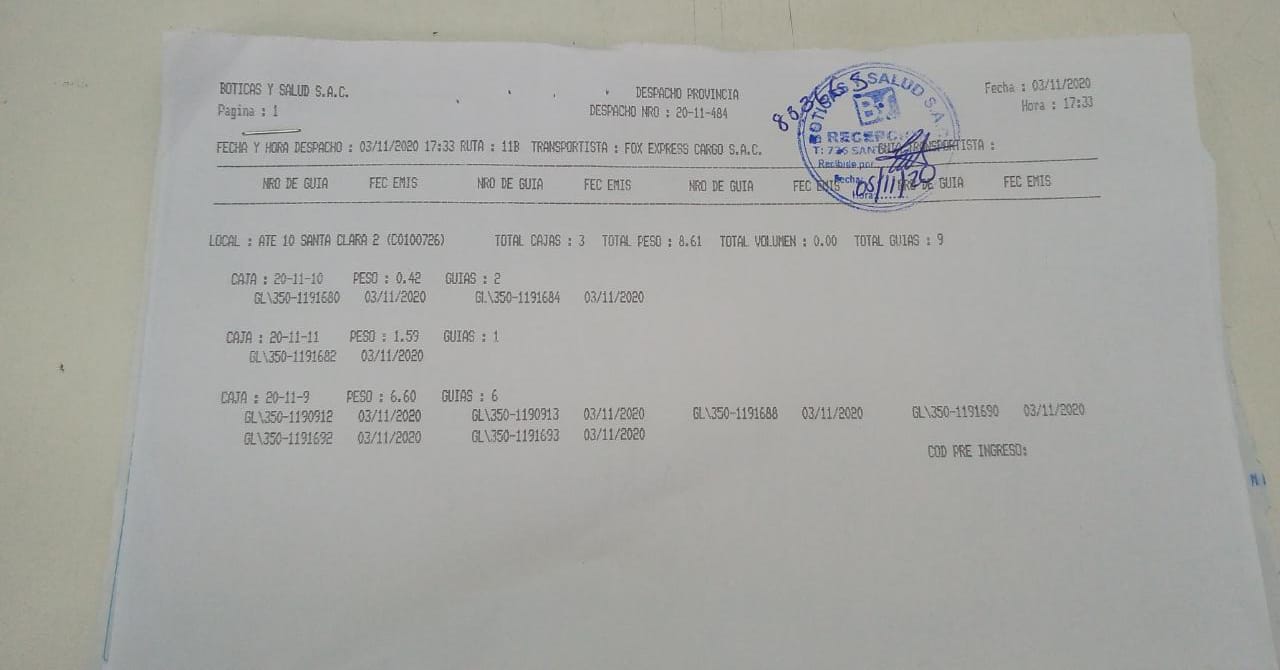 BOTICAS Y SALUD S.A.C.
DESPACHO PROVINCIA
Fecha : 03/11/2020
Pagina : 1
DESPACHO NRO : 20-11-484
Hora : 17:33
BOTICAS Y SALUD S.A.
T: 726 SAN
Recibido por
Fecha: 05/11/20
Hora:
FECHA Y HORA DESPACHO : 03/11/2020 17:33 RUTA : 11B TRANSPORTISTA : FOX EXPRESS CARGO S.A.C. GUIA TRANSPORTISTA :
NRO DE GUIA FEC EMIS NRO DE GUIA FEC EMIS NRO DE GUIA FEC EMIS NRO DE GUIA FEC EMIS
LOCAL : ATE 10 SANTA CLARA 2 (C0100726) TOTAL CAJAS : 3 TOTAL PESO : 8.61 TOTAL VOLUMEN : 0.00 TOTAL GUIAS : 9
CAJA : 20-11-10 PESO : 0.42 GUIAS : 2
GL\350-1191680 03/11/2020 GL\350-1191684 03/11/2020
CAJA : 20-11-11 PESO : 1.59 GUIAS : 1
GL\350-1191682 03/11/2020
CAJA : 20-11-9 PESO : 6.60 GUIAS : 6
GL\350-1190912 03/11/2020 GL\350-1190913 03/11/2020 GL\350-1191688 03/11/2020 GL\350-1191690 03/11/2020
GL\350-1191692 03/11/2020 GL\350-1191693 03/11/2020
COD PRE INGRESO: